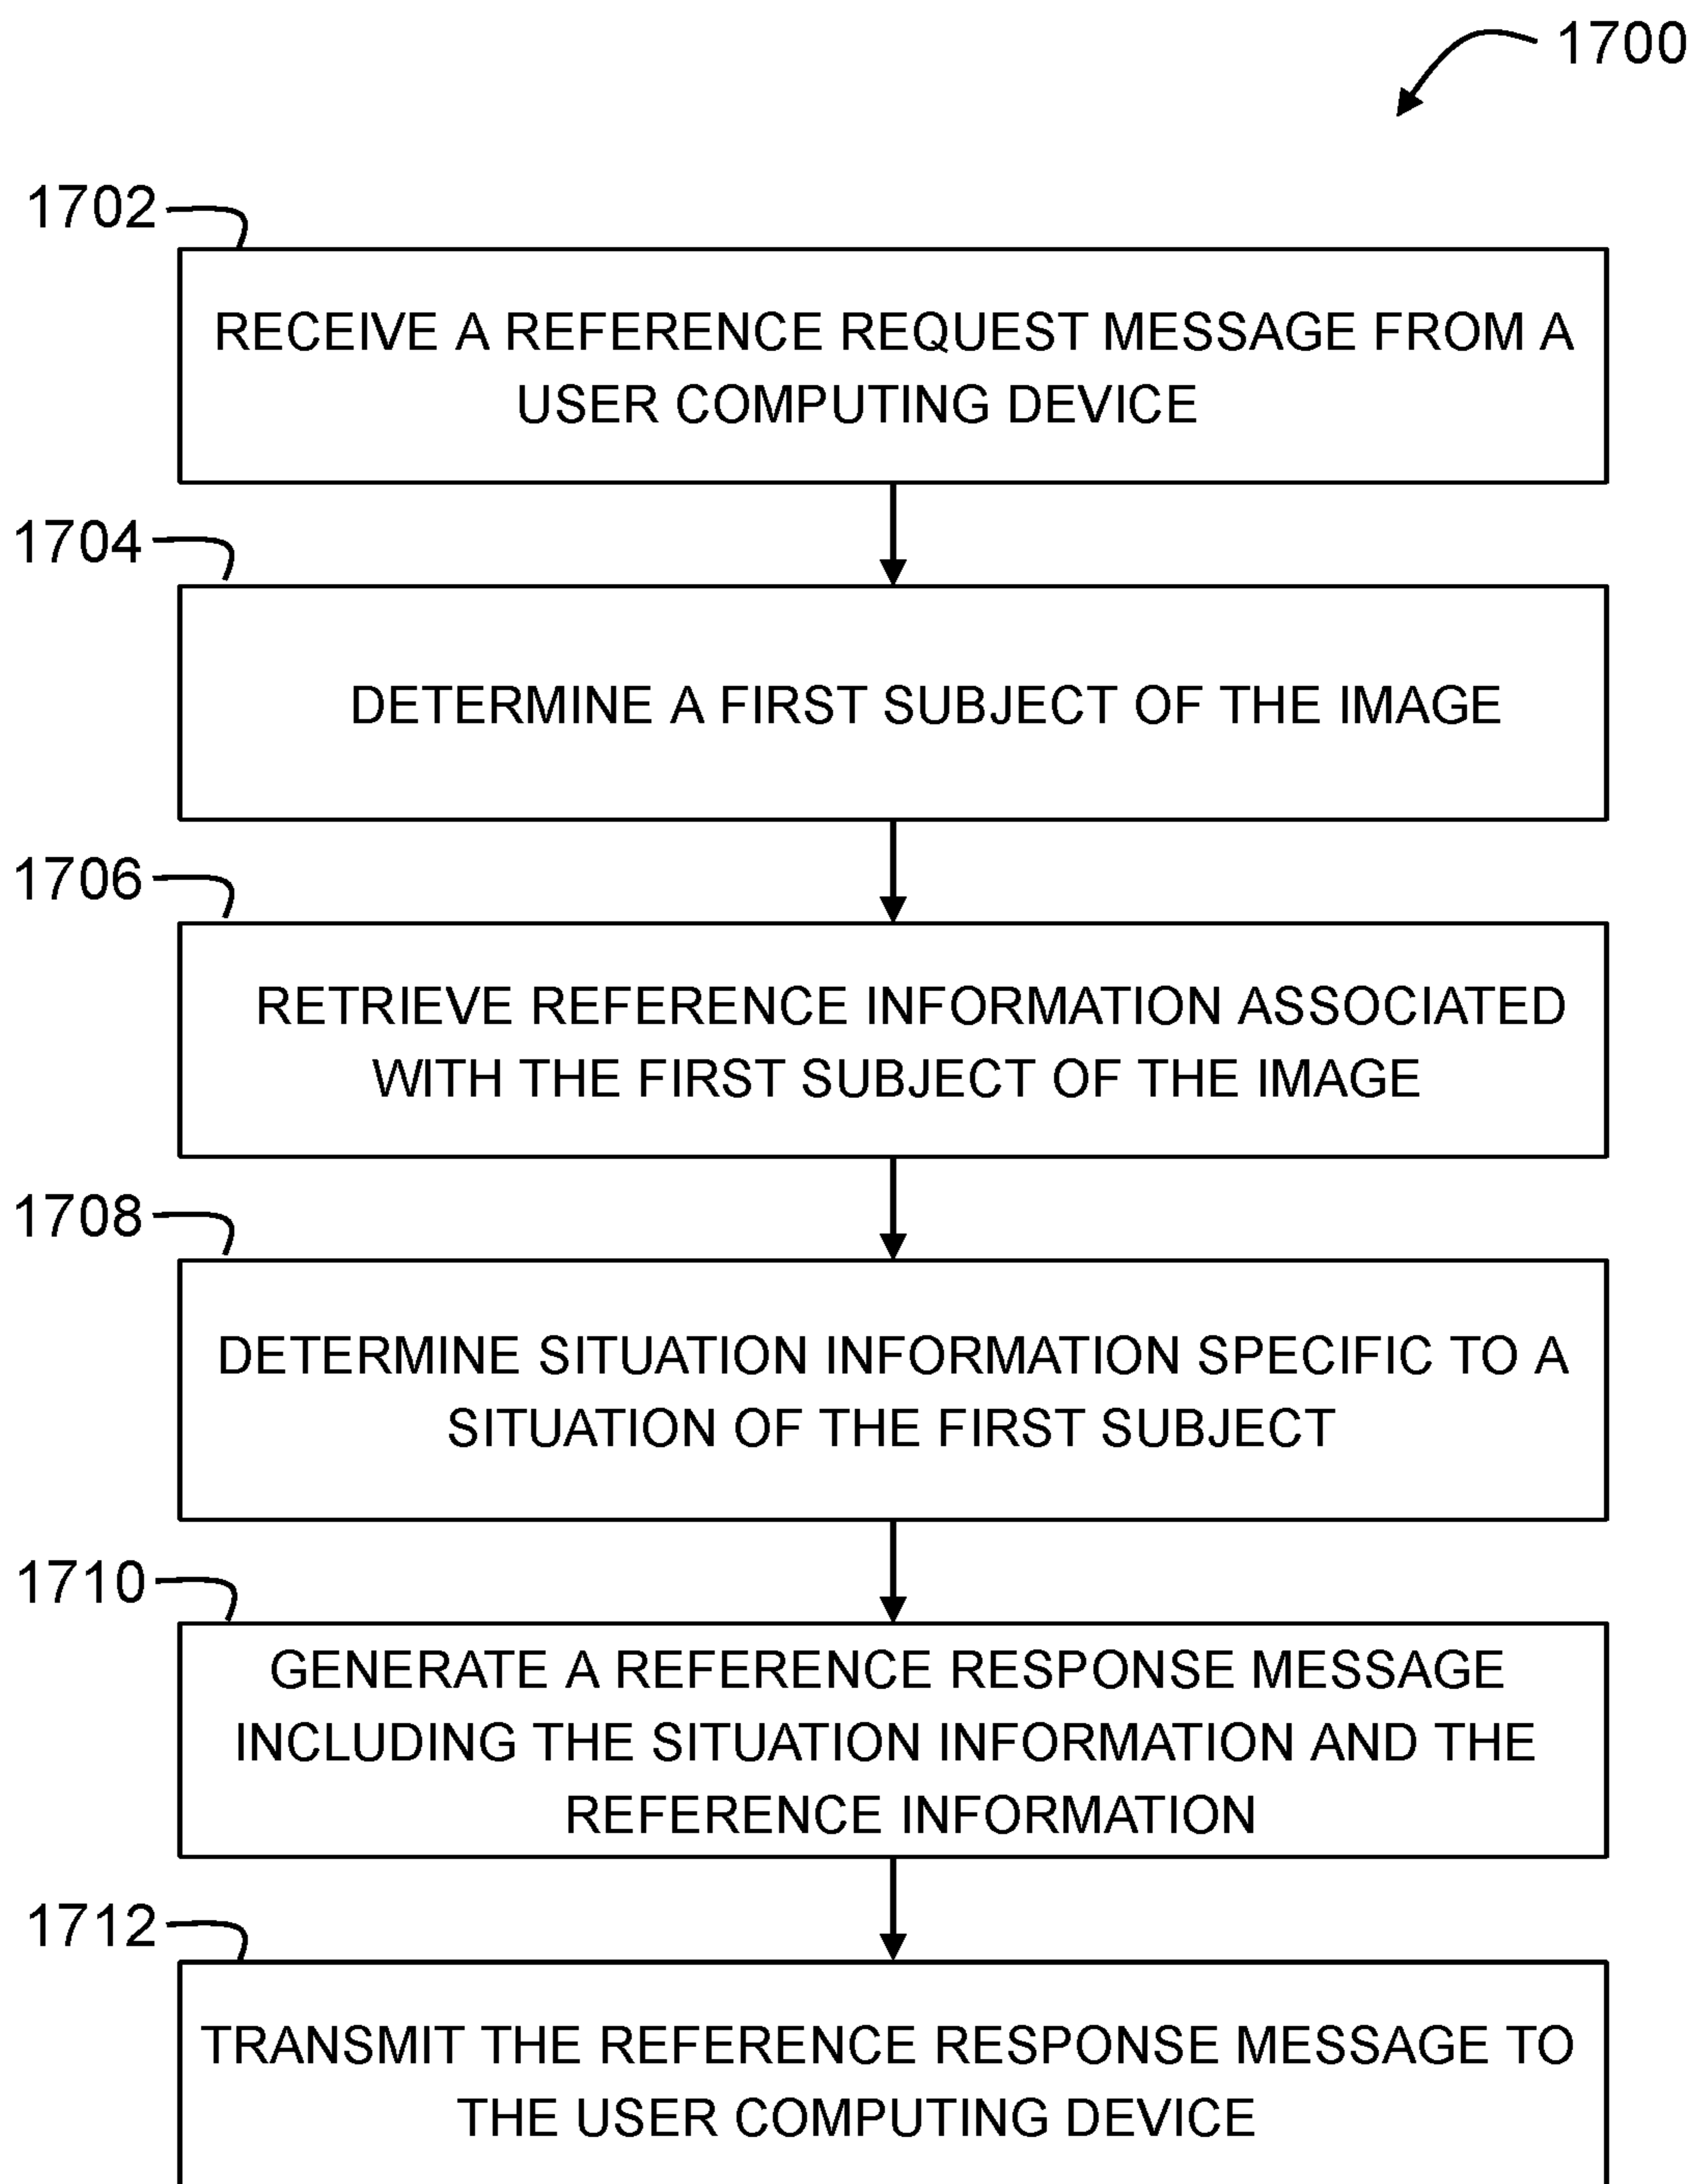 1700
1702
RECEIVE A REFERENCE REQUEST MESSAGE FROM A
USER COMPUTING DEVICE
1704
DETERMINE A FIRST SUBJECT OF THE IMAGE
1706
RETRIEVE REFERENCE INFORMATION ASSOCIATED
WITH THE FIRST SUBJECT OF THE IMAGE
1708
DETERMINE SITUATION INFORMATION SPECIFIC TO A
SITUATION OF THE FIRST SUBJECT
1710
GENERATE A REFERENCE RESPONSE MESSAGE
INCLUDING THE SITUATION INFORMATION AND THE
REFERENCE INFORMATION
1712
TRANSMIT THE REFERENCE RESPONSE MESSAGE TO
THE USER COMPUTING DEVICE